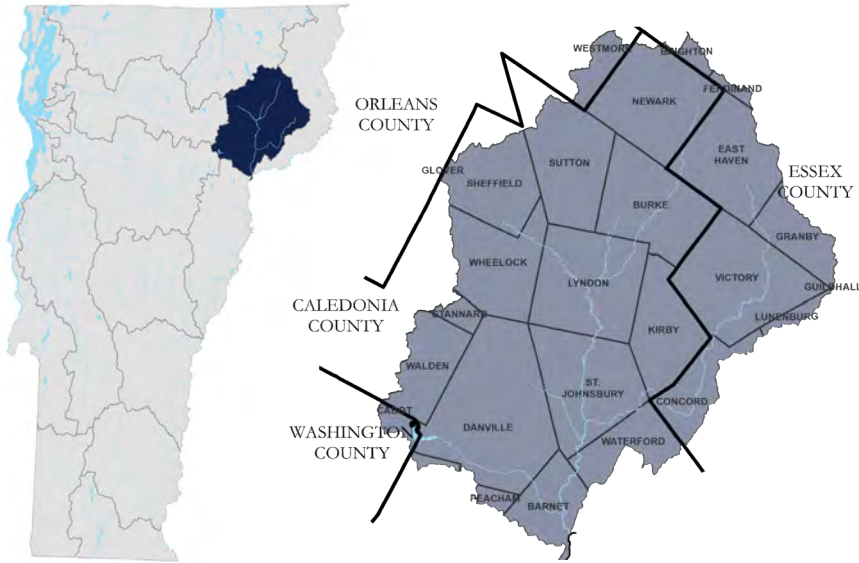 WESTMORE
BRIGHTON
FERDINAND
NEWARK
ORLEANS
COUNTY
EAST
HAVEN
SUTTON
GLOVER
SHEFFIELD
ESSEX
COUNTY
BURKE
GRANBY
WHEELOCK
VICTORY
LYNDON
GUILDHALL
CALEDONIA
COUNTY
STANNARD
LUNENBURG
KIRBY
WALDEN
ST.
JOHNSBURY
CONCORD
CABOT
DANVILLE
WASHINGTON
COUNTY
WATERFORD
PEACHAM
BARNET